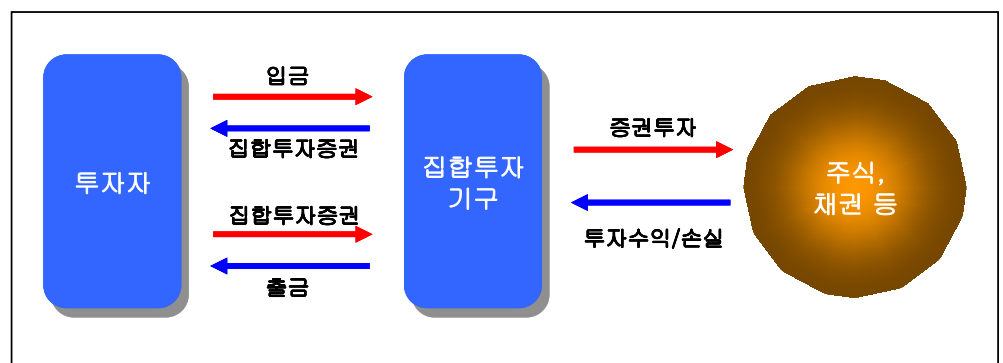 투자자
입금
집합투자증권
집합투자증권
출금
집합투자
기구
증권투자
투자수익/손실
주식,
채권 등